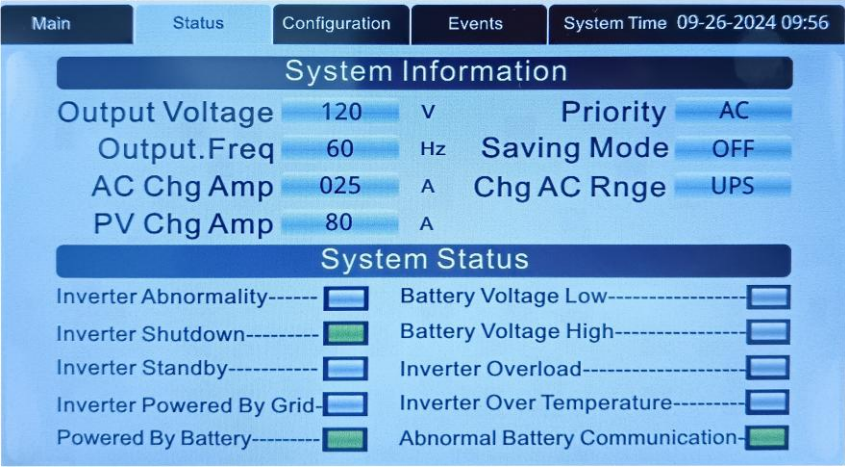 Main Status Configuration Events System Time 09-26-2024 09:56
System Information
Output Voltage 120 V Priority AC
Output.Freq 60 Hz Saving Mode OFF
AC Chg Amp 025 A Chg AC Rnge UPS
PV Chg Amp 80 A
System Status
Inverter Abnormality------ Battery Voltage Low-----------------
Inverter Shutdown--------- Battery Voltage High----------------
Inverter Standby----------- Inverter Overload--------------------
Inverter Powered By Grid- Inverter Over Temperature---------
Powered By Battery--------- Abnormal Battery Communication-